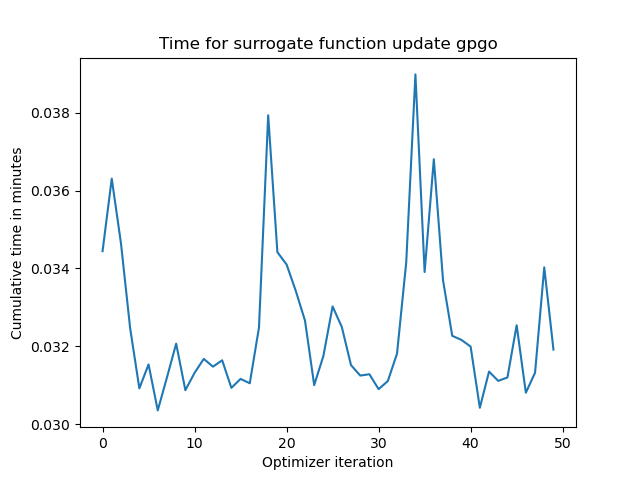 Time for surrogate function update gpgo
Cumulative time in minutes
0.038
0.036
0.034
0.032
0.030
0 10 20 30 40 50
Optimizer iteration